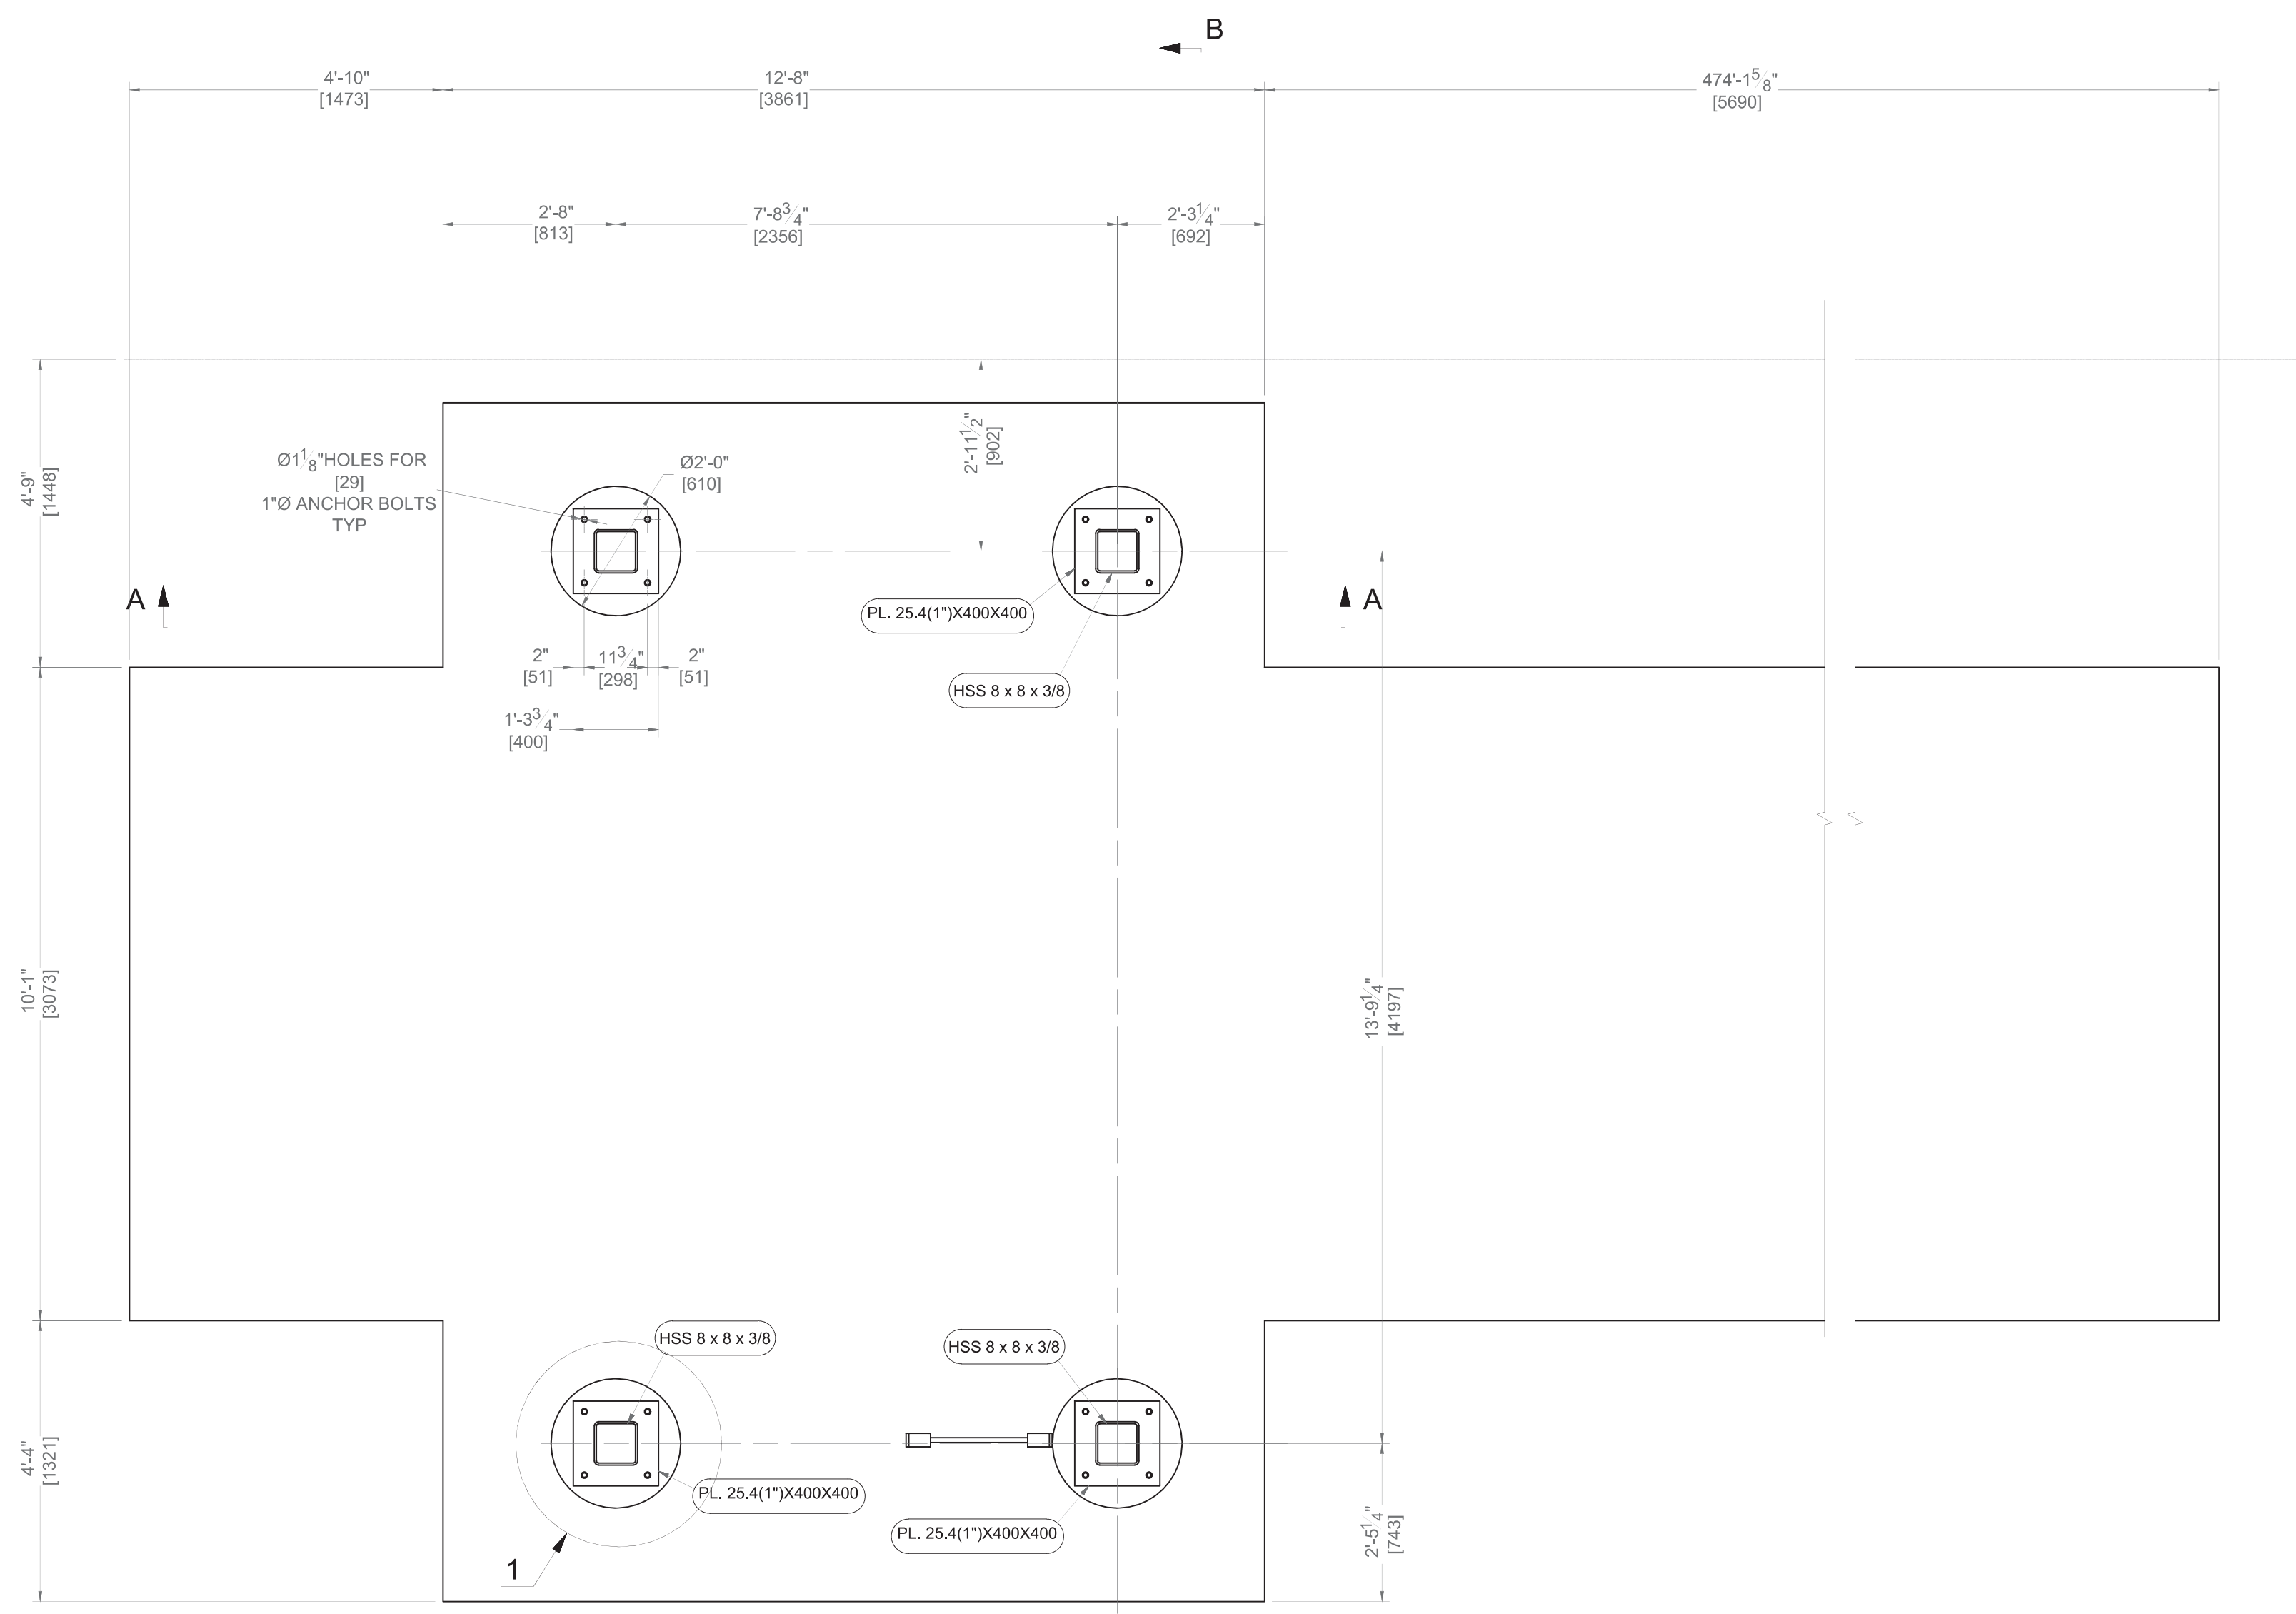 B
4'-10"
[1473]
12'-8"
[3861]
474'-1 5/8"
[5690]
2'-8"
[813]
7'-8 3/4"
[2356]
2'-3 1/4"
[692]
4'-9"
[1448]
Ø1 1/8"HOLES FOR
[29]
1"Ø ANCHOR BOLTS
TYP
Ø2'-0"
[610]
2'-11 1/2"
[902]
A
A
PL. 25.4(1")X400X400
2"
[51]
11 3/4"
[298]
2"
[51]
HSS 8 x 8 x 3/8
1'-3 3/4"
[400]
10'-1"
[3073]
13'-9 1/4"
[4197]
HSS 8 x 8 x 3/8
HSS 8 x 8 x 3/8
4'-4"
[1321]
PL. 25.4(1")X400X400
PL. 25.4(1")X400X400
2'-5 1/4"
[743]
1